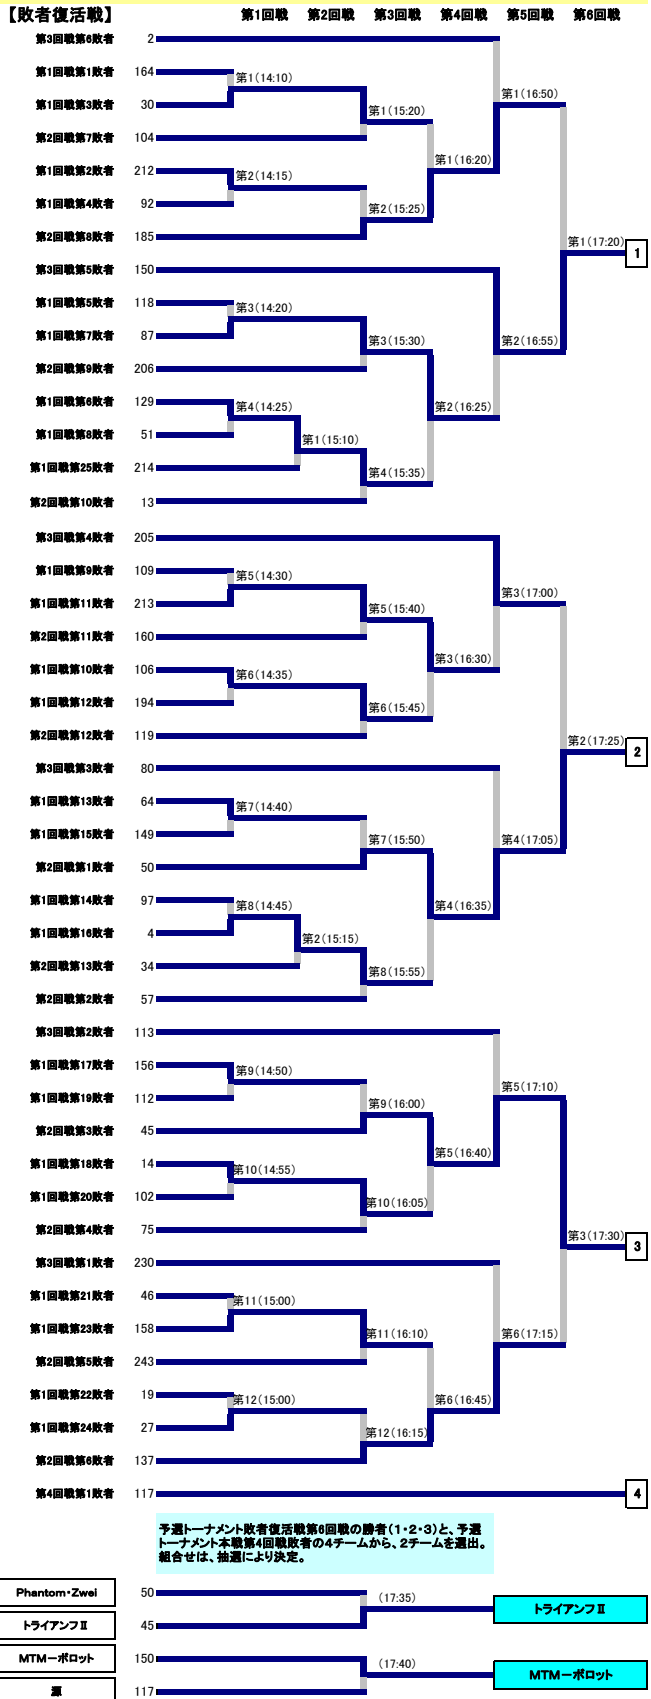 【敗者復活戦】 第1回戦 第2回戦 第3回戦 第4回戦 第5回戦 第6回戦
第3回戦第6敗者 2
第1回戦第1敗者 164
第1(14:10)
第1(16:50)
第1回戦第3敗者 30
第1(15:20)
第2回戦第7敗者 104
第1(16:20)
第1回戦第2敗者 212
第2(14:15)
第1回戦第4敗者 92
第2(15:25)
第2回戦第8敗者 185
第1(17:20) 1
第3回戦第5敗者 150
第1回戦第5敗者 118
第3(14:20)
第1回戦第7敗者 87
第3(15:30) 第2(16:55)
第2回戦第9敗者 206
第1回戦第6敗者 129
第4(14:25) 第2(16:25)
第1回戦第8敗者 51
第1(15:10)
第1回戦第25敗者 214
第4(15:35)
第2回戦第10敗者 13
第3回戦第4敗者 205
第1回戦第9敗者 109
第5(14:30)
第3(17:00)
第1回戦第11敗者 213
第5(15:40)
第2回戦第11敗者 160
第3(16:30)
第1回戦第10敗者 106
第6(14:35)
第1回戦第12敗者 194
第6(15:45)
第2回戦第12敗者 119
第2(17:25) 2
第3回戦第3敗者 80
第1回戦第13敗者 64
第7(14:40)
第1回戦第15敗者 149
第7(15:50) 第4(17:05)
第2回戦第1敗者 50
第1回戦第14敗者 97
第8(14:45) 第4(16:35)
第1回戦第16敗者 4
第2(15:15)
第2回戦第13敗者 34
第8(15:55)
第2回戦第2敗者 57
第3回戦第2敗者 113
第1回戦第17敗者 156
第9(14:50)
第5(17:10)
第1回戦第19敗者 112
第9(16:00)
第2回戦第3敗者 45
第5(16:40)
第1回戦第18敗者 14
第10(14:55)
第1回戦第20敗者 102
第10(16:05)
第2回戦第4敗者 75
第3(17:30) 3
第3回戦第1敗者 230
第1回戦第21敗者 46
第11(15:00)
第1回戦第23敗者 158
第11(16:10) 第6(17:15)
第2回戦第5敗者 243
第1回戦第22敗者 19
第12(15:00) 第6(16:45)
第1回戦第24敗者 27
第12(16:15)
第2回戦第6敗者 137
第4回戦第1敗者 117 4
予選トーナメント敗者復活戦第6回戦の勝者(1・2・3)と、予選
トーナメント本戦第4回戦敗者の4チームから、2チームを選出。
組合せは、抽選により決定。
Phantom・Zwei 50
(17:35) トライアンフⅡ
トライアンフⅡ 45
MTMーボロット 150
(17:40) MTMーボロット
源 117